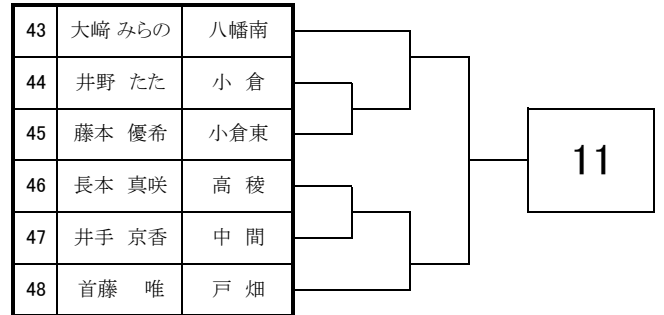 43 大﨑 みらの 八幡南
44 井野 たた 小 倉
45 藤本 優希 小倉東
46 長本 真咲 高 稜
47 井手 京香 中 間
48 首藤 唯 戸 畑
11